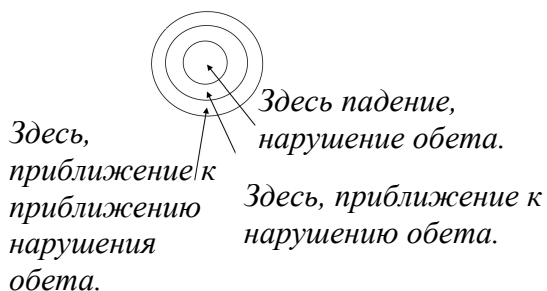 Здесь падение,
нарушение обета.
Здесь,
приближение к
приближению
нарушения
обета.
Здесь, приближение к
нарушению обета.